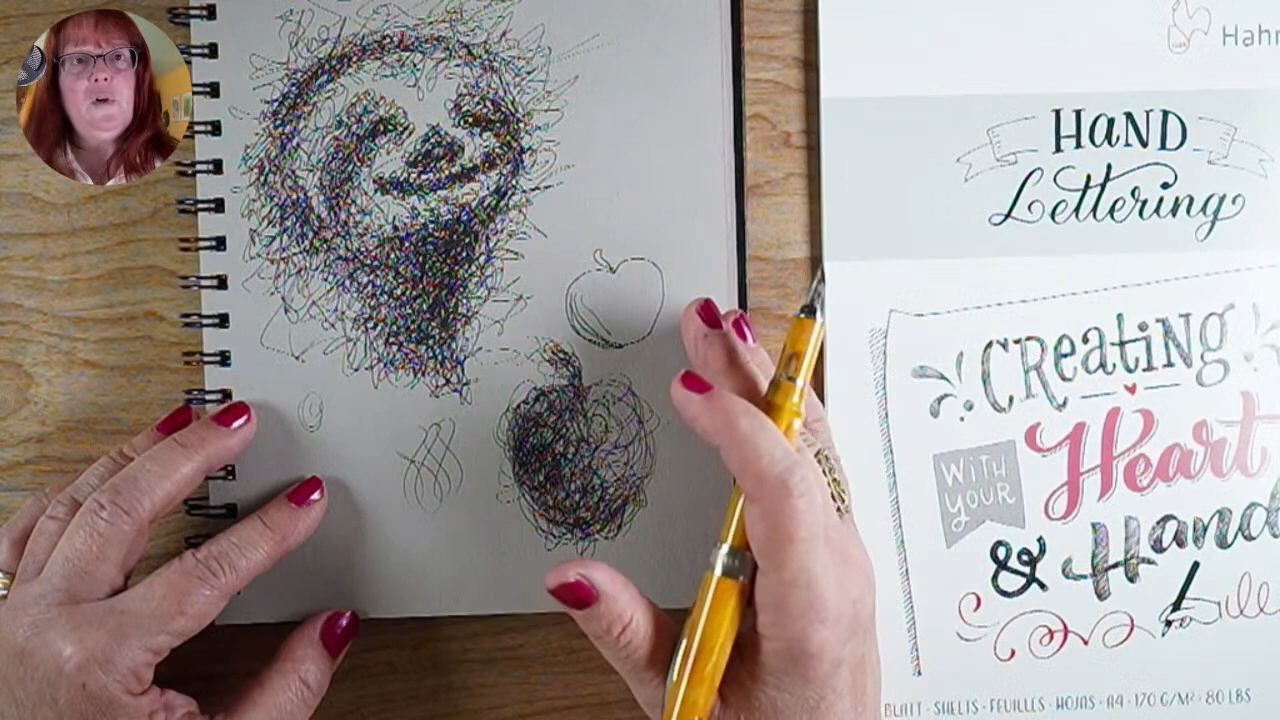 Hahn
HAND
Lettering
CREATING
WITH
YOUR
Heart
& Hand
BLATT · SHEETS · FEUILLES · HOJAS · A4 · 170 G/M² · 80 LBS